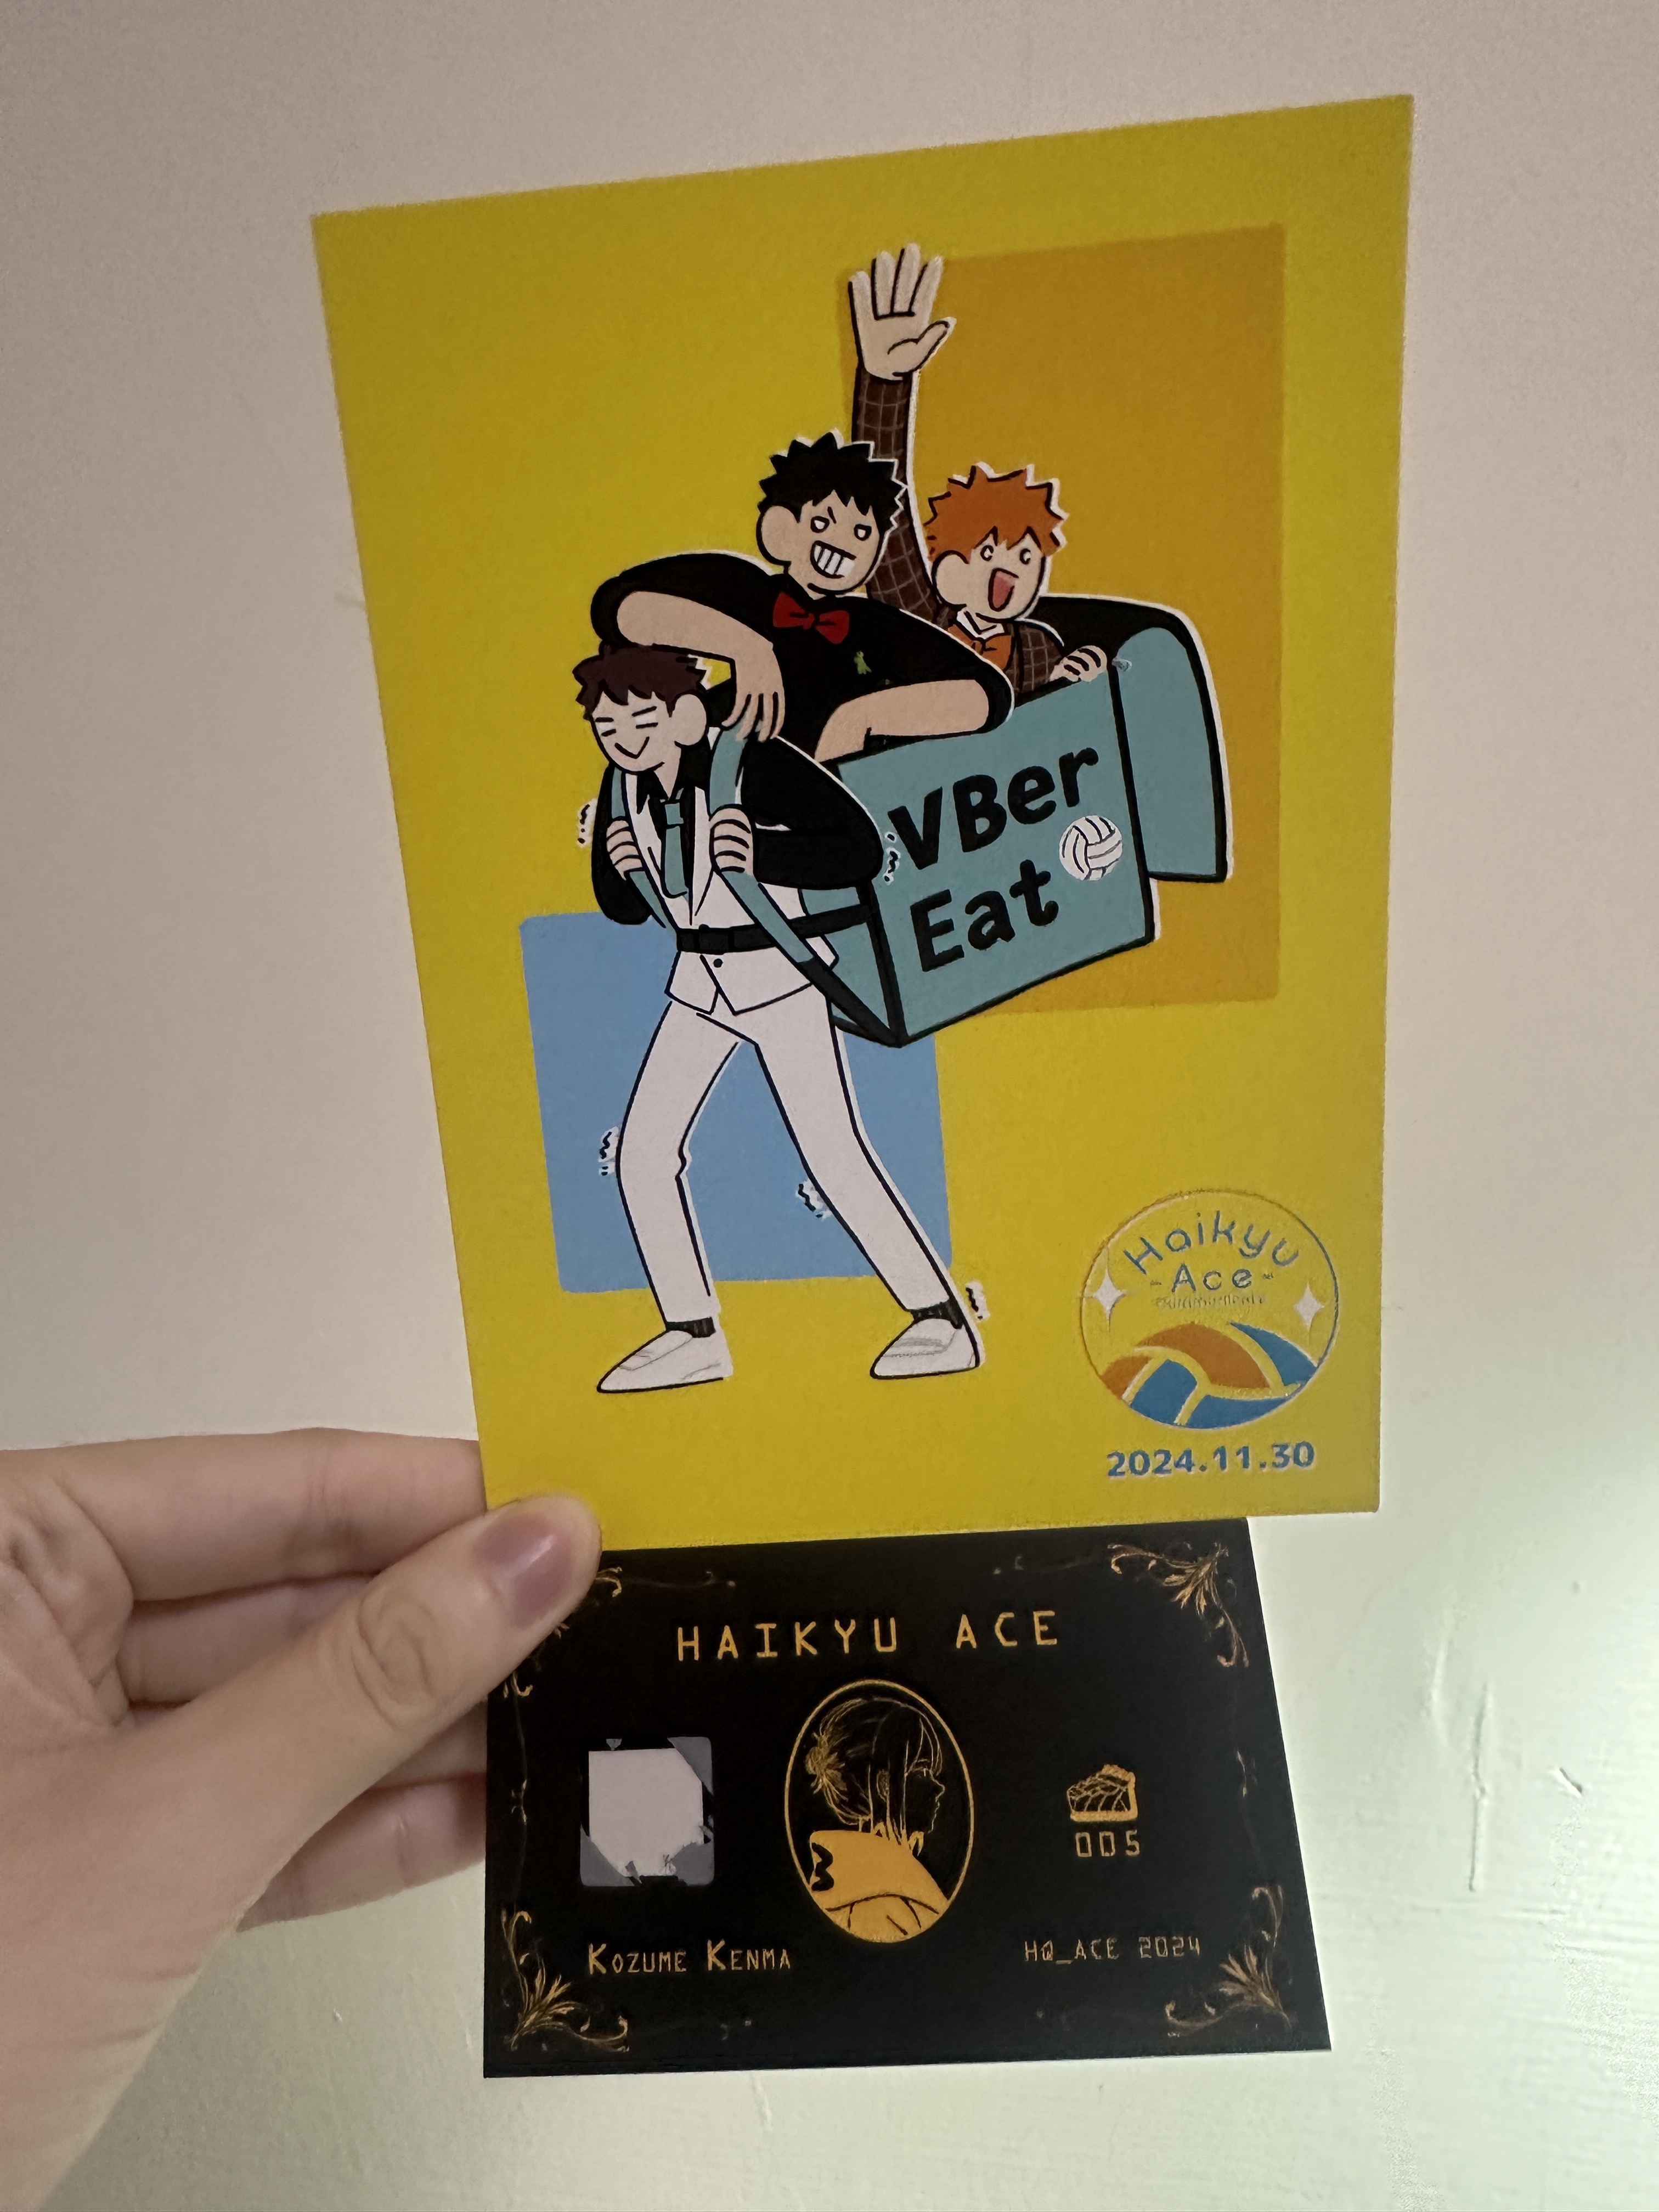 VBer
Eat
Haikyu
-Ace-
2024.11.30
HAIKYU ACE
005
KOZUME KENMA
HQ_ACE 2024